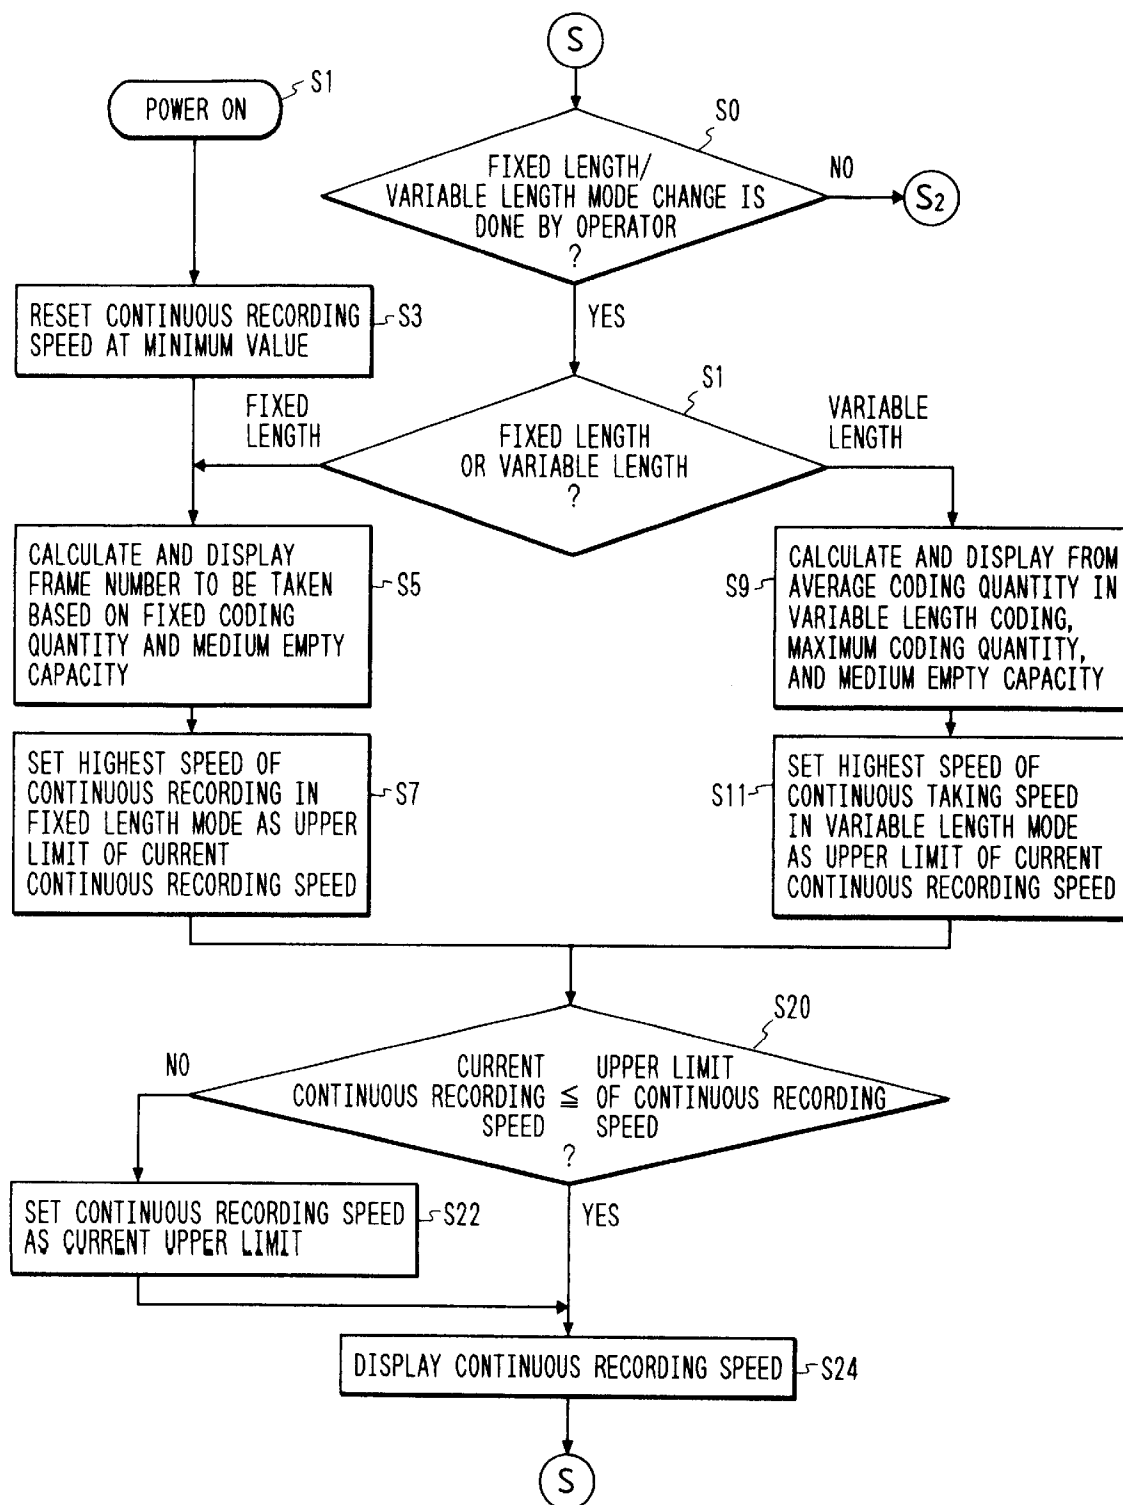 S
S1
POWER ON
S0
FIXED LENGTH/
VARIABLE LENGTH MODE CHANGE IS
DONE BY OPERATOR
?
NO
S2
YES
RESET CONTINUOUS RECORDING
SPEED AT MINIMUM VALUE
S3
S1
FIXED LENGTH
OR VARIABLE LENGTH
?
FIXED
LENGTH
VARIABLE
LENGTH
CALCULATE AND DISPLAY
FRAME NUMBER TO BE TAKEN
BASED ON FIXED CODING
QUANTITY AND MEDIUM EMPTY
CAPACITY
S5
S9
CALCULATE AND DISPLAY FROM
AVERAGE CODING QUANTITY IN
VARIABLE LENGTH CODING,
MAXIMUM CODING QUANTITY,
AND MEDIUM EMPTY CAPACITY
SET HIGHEST SPEED OF
CONTINUOUS RECORDING IN
FIXED LENGTH MODE AS UPPER
LIMIT OF CURRENT
CONTINUOUS RECORDING SPEED
S7
S11
SET HIGHEST SPEED OF
CONTINUOUS TAKING SPEED
IN VARIABLE LENGTH MODE
AS UPPER LIMIT OF CURRENT
CONTINUOUS RECORDING SPEED
S20
CURRENT UPPER LIMIT
CONTINUOUS RECORDING ≦ OF CONTINUOUS RECORDING
SPEED SPEED
?
NO
YES
SET CONTINUOUS RECORDING SPEED
AS CURRENT UPPER LIMIT
S22
DISPLAY CONTINUOUS RECORDING SPEED
S24
S